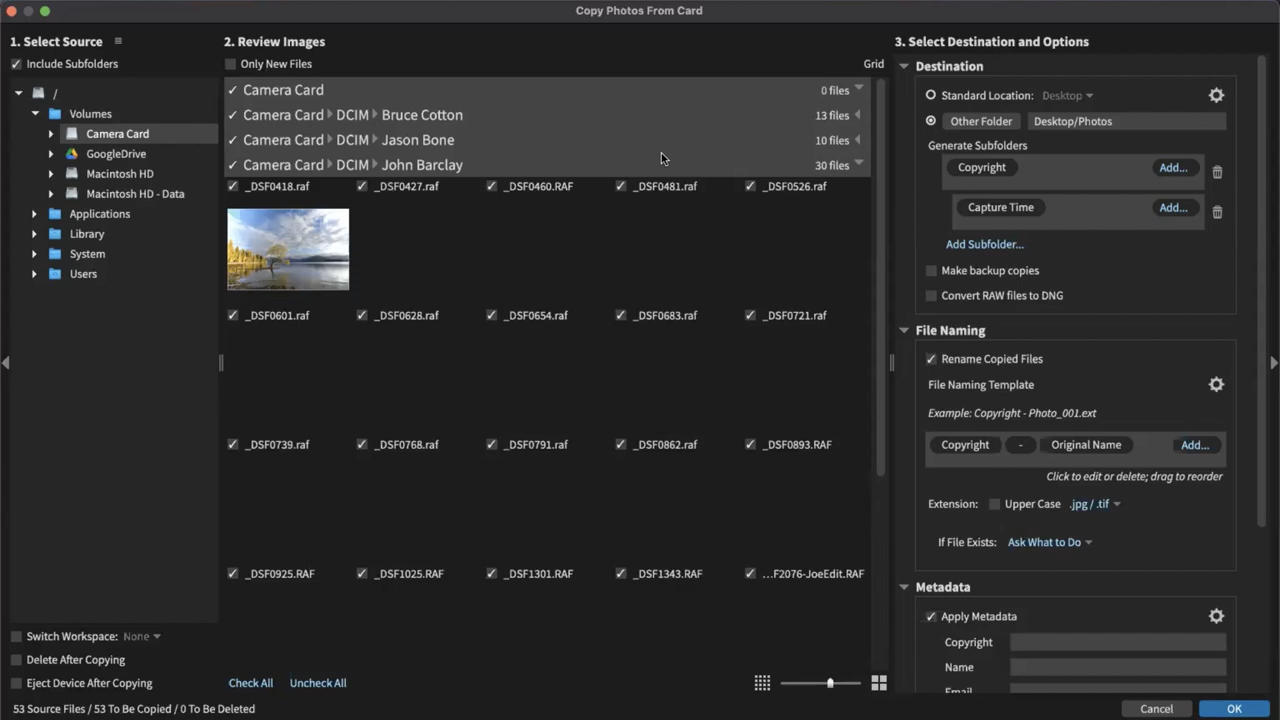 Copy Photos From Card
1. Select Source
Include Subfolders
/
Volumes
Camera Card
GoogleDrive
Macintosh HD
Macintosh HD - Data
Applications
Library
System
Users
Switch Workspace: None
Delete After Copying
Eject Device After Copying
53 Source Files / 53 To Be Copied / 0 To Be Deleted
2. Review Images
Only New Files
Grid
Camera Card 0 files
Camera Card DCIM Bruce Cotton 13 files
Camera Card DCIM Jason Bone 10 files
Camera Card DCIM John Barclay 30 files
_DSF0418.raf _DSF0427.raf _DSF0460.RAF _DSF0481.raf _DSF0526.raf
_DSF0601.raf _DSF0628.raf _DSF0654.raf _DSF0683.raf _DSF0721.raf
_DSF0739.raf _DSF0768.raf _DSF0791.raf _DSF0862.raf _DSF0893.RAF
_DSF0925.RAF _DSF1025.RAF _DSF1301.RAF _DSF1343.RAF ...F2076-JoeEdit.RAF
Check All Uncheck All
3. Select Destination and Options
Destination
Standard Location: Desktop
Other Folder Desktop/Photos
Generate Subfolders
Copyright Add...
Capture Time Add...
Add Subfolder...
Make backup copies
Convert RAW files to DNG
File Naming
Rename Copied Files
File Naming Template
Example: Copyright - Photo_001.ext
Copyright - Original Name Add...
Click to edit or delete; drag to reorder
Extension: Upper Case .jpg / .tif
If File Exists: Ask What to Do
Metadata
Apply Metadata
Copyright
Name
Email
Cancel OK